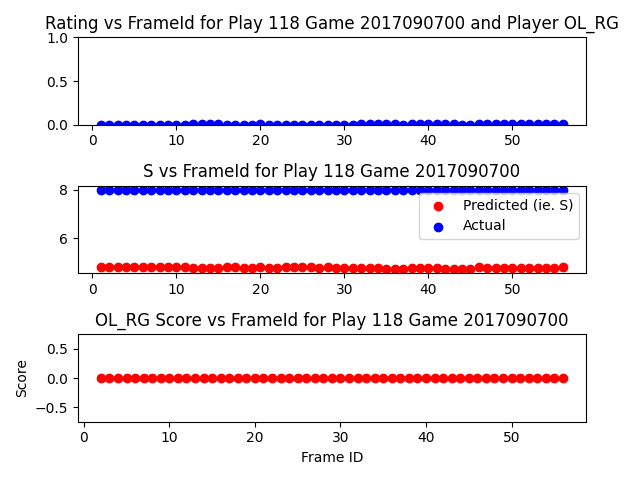 Rating vs FrameId for Play 118 Game 2017090700 and Player OL_RG
1.0
0.5
0.0
0 10 20 30 40 50
S vs FrameId for Play 118 Game 2017090700
8
6
Predicted (ie. S)
Actual
0 10 20 30 40 50
OL_RG Score vs FrameId for Play 118 Game 2017090700
Score
0.5
0.0
−0.5
0 10 20 30 40 50
Frame ID